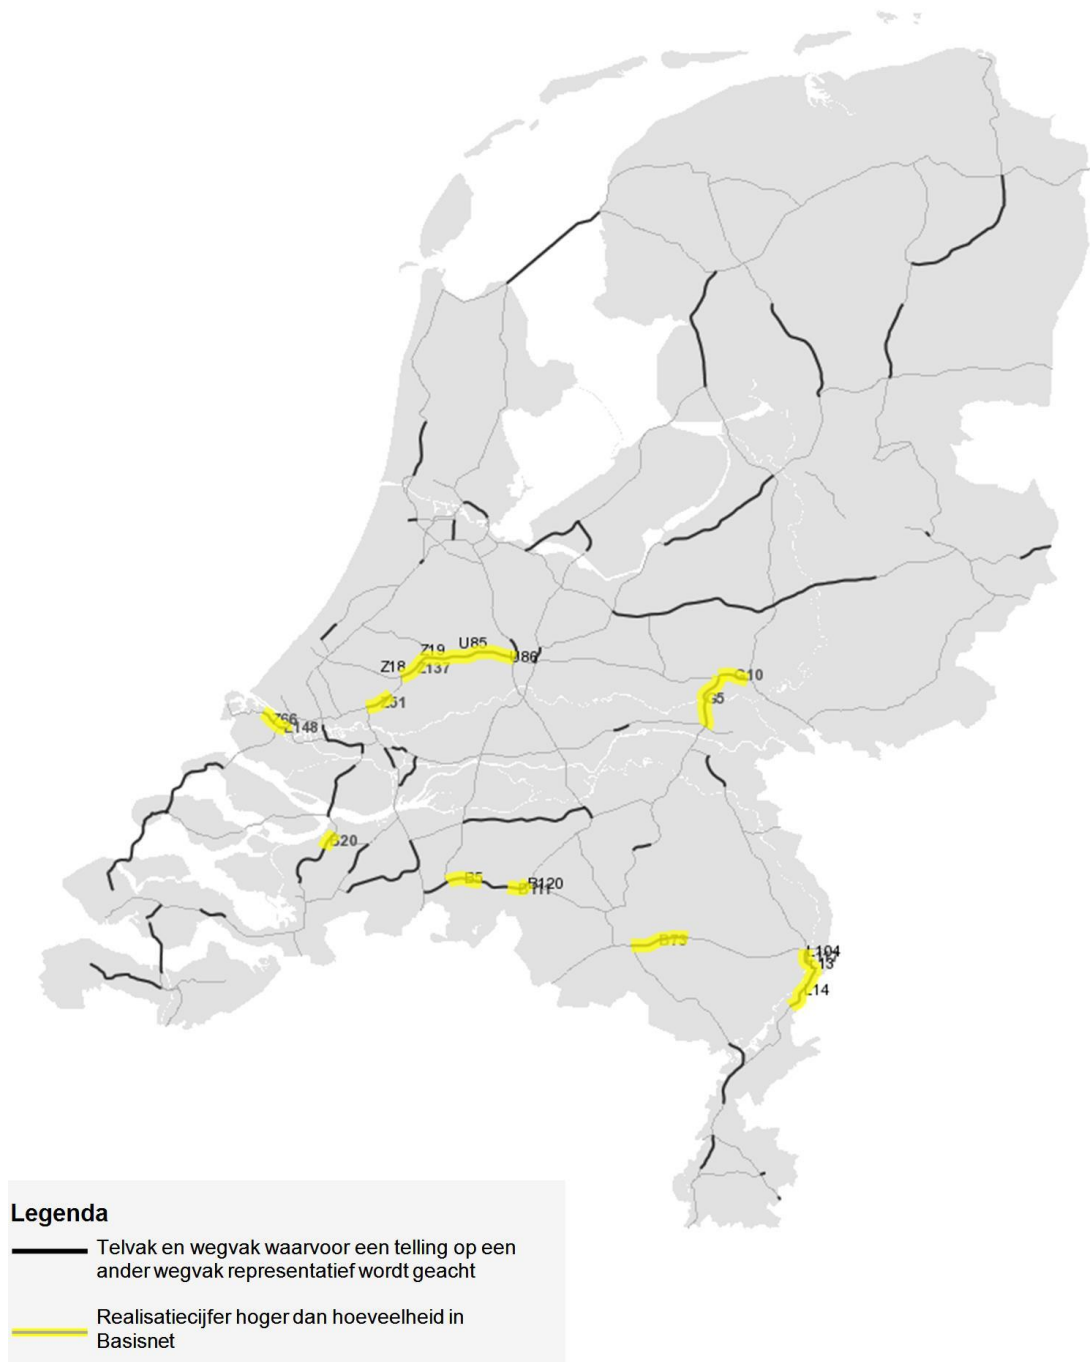 Z19
U85
Z18
Z137
U86
G10
Z51
G5
Z66
Z148
B20
B5
B120
B111
B73
L104
L13
L14
Legenda
Telvak en wegvak waarvoor een telling op een
ander wegvak representatief wordt geacht
Realisatiecijfer hoger dan hoeveelheid in
Basisnet